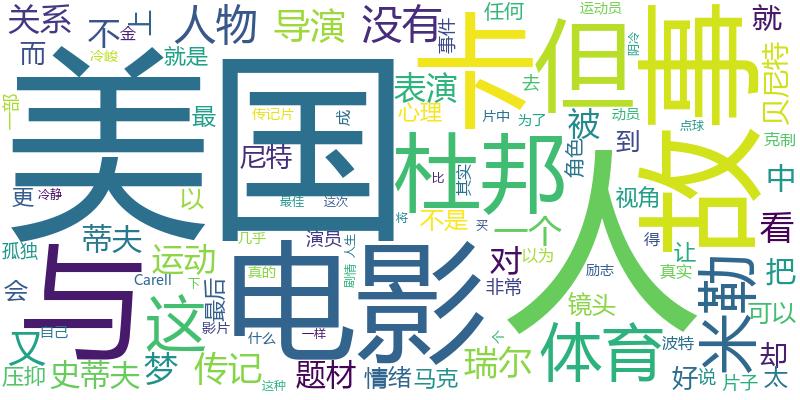 关系 不 金 上 人物 导演 没有 事件 任何 运动员 就
而 冷峻 就是 表演 卡 但 阴冷 故事 贝尼特
那 一 最 传记片 成 心理 片中 为了 去 动员 点球 克制
美国 尼特 杜邦 比 其实 角色 被 到
更 冷静 以 最佳 这次 将 不是 买 一个 人 视角 得 中
孤独 蒂夫 几乎 演员 人生 剧情 对 以为 让 看
与 运动 最后 电影 非常 励志 真实 米勒 把
会 Carell 下 真的 影片 镜头 可以
又 自己 这 什么 一样 ← 体育 波特 却
压抑 史蒂夫 梦 传记 这种 题材 情绪 马克 瑞尔 好 说 片子 太